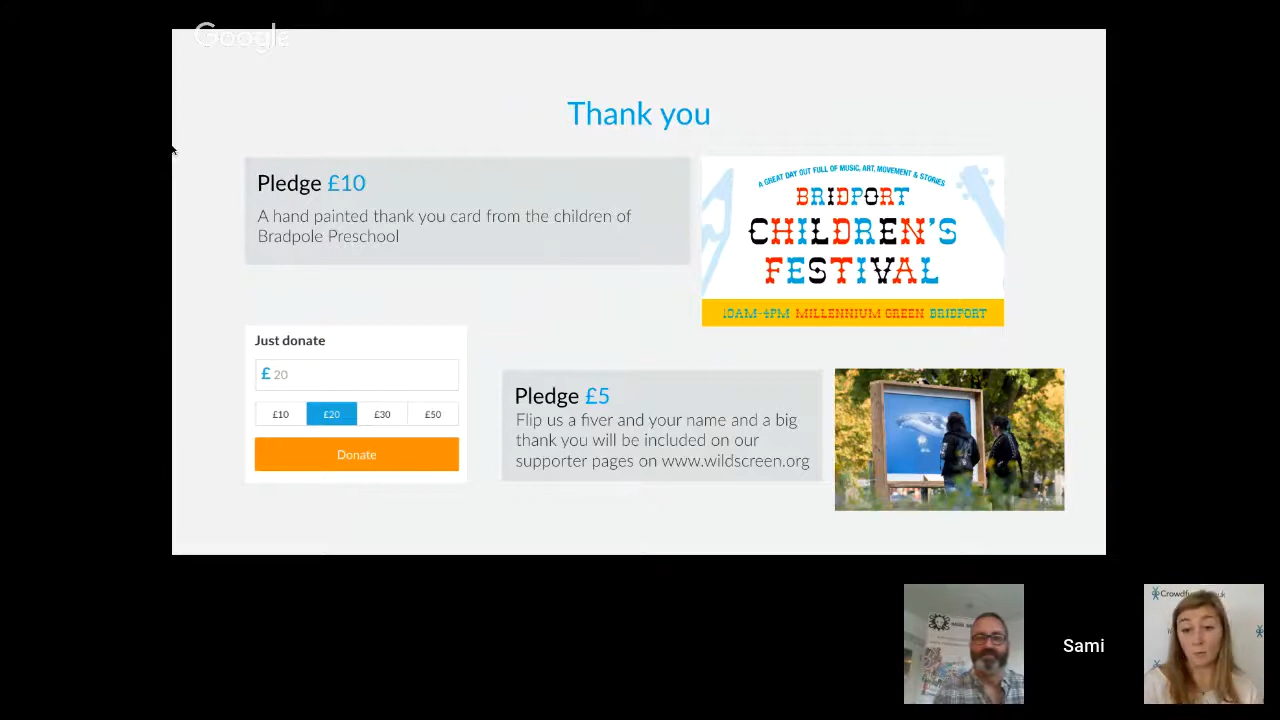 Google
Thank you
Pledge £10
A hand painted thank you card from the children of
Bradpole Preschool
A GREAT DAY OUT FULL OF MUSIC, ART, MOVEMENT & STORIES
BRIDPORT
CHILDREN'S
FESTIVAL
10AM-4PM MILLENNIUM GREEN BRIDPORT
Just donate
£ 20
£10 £20 £30 £50
Donate
Pledge £5
Flip us a fiver and your name and a big
thank you will be included on our
supporter pages on www.wildscreen.org
Sami